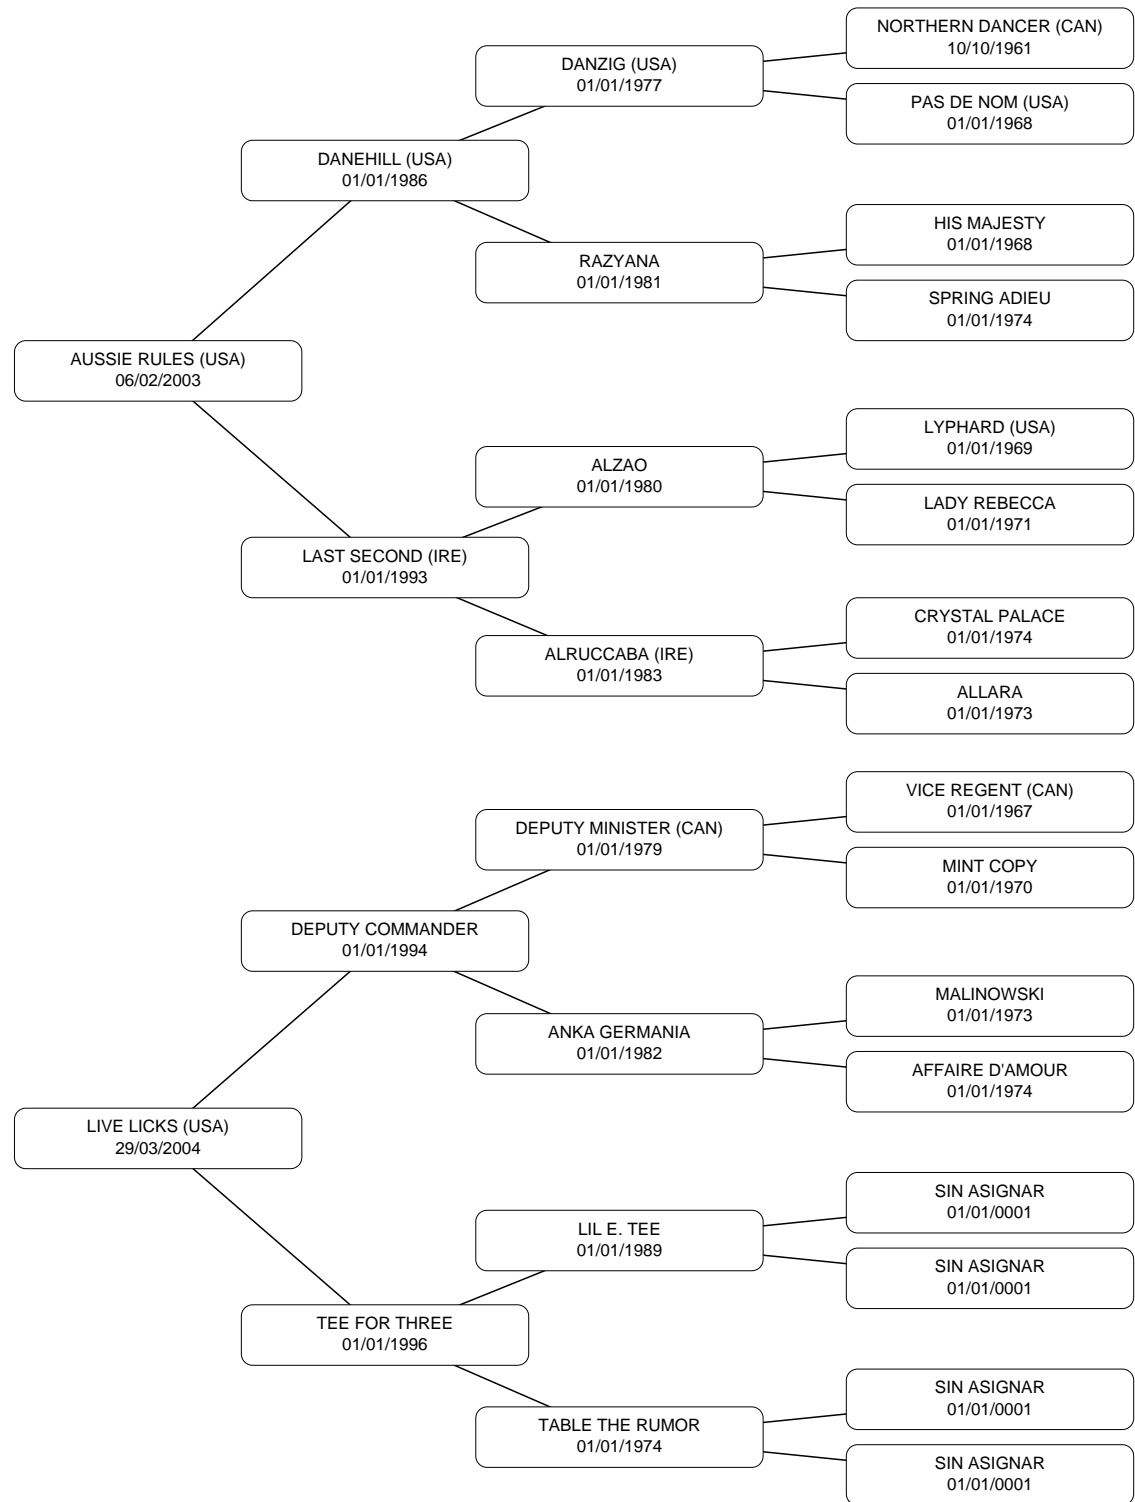 NORTHERN DANCER (CAN)
10/10/1961
DANZIG (USA)
01/01/1977
PAS DE NOM (USA)
01/01/1968
DANEHILL (USA)
01/01/1986
HIS MAJESTY
01/01/1968
RAZYANA
01/01/1981
SPRING ADIEU
01/01/1974
AUSSIE RULES (USA)
06/02/2003
LYPHARD (USA)
01/01/1969
ALZAO
01/01/1980
LADY REBECCA
01/01/1971
LAST SECOND (IRE)
01/01/1993
CRYSTAL PALACE
01/01/1974
ALRUCCABA (IRE)
01/01/1983
ALLARA
01/01/1973
VICE REGENT (CAN)
01/01/1967
DEPUTY MINISTER (CAN)
01/01/1979
MINT COPY
01/01/1970
DEPUTY COMMANDER
01/01/1994
MALINOWSKI
01/01/1973
ANKA GERMANIA
01/01/1982
AFFAIRE D'AMOUR
01/01/1974
LIVE LICKS (USA)
29/03/2004
SIN ASIGNAR
01/01/0001
LIL E. TEE
01/01/1989
SIN ASIGNAR
01/01/0001
TEE FOR THREE
01/01/1996
SIN ASIGNAR
01/01/0001
TABLE THE RUMOR
01/01/1974
SIN ASIGNAR
01/01/0001